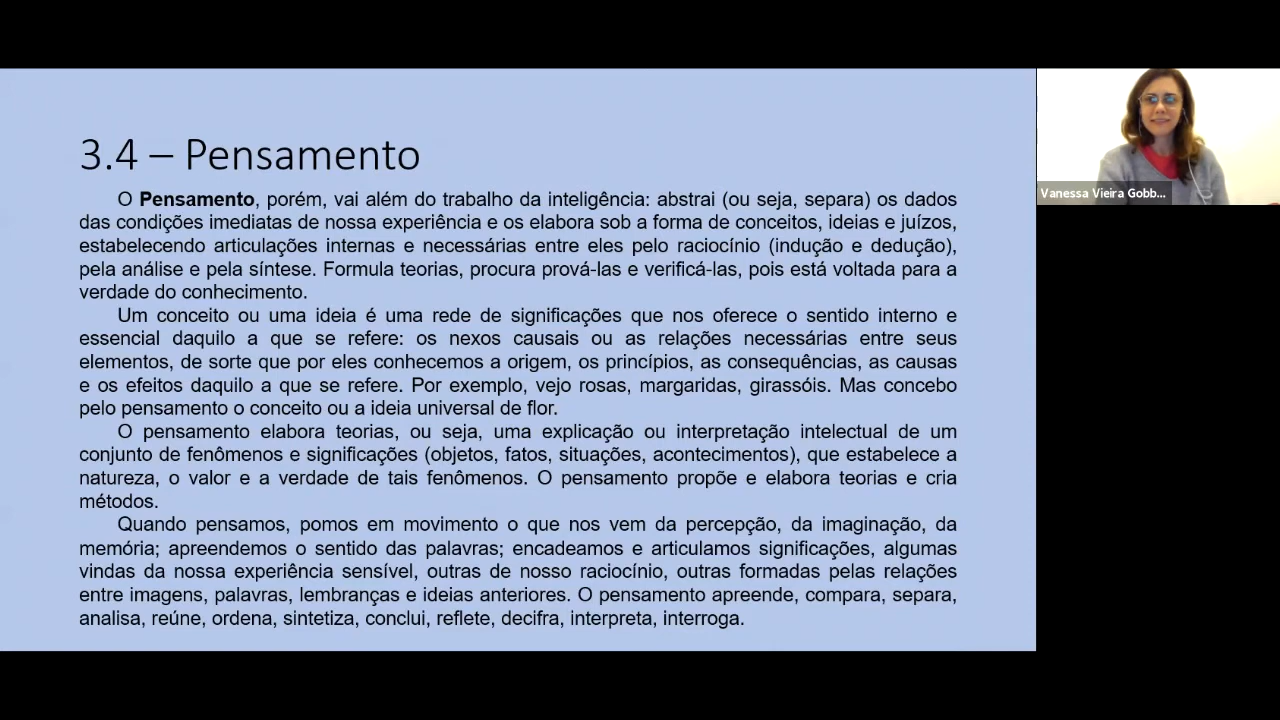 3.4 – Pensamento
O Pensamento, porém, vai além do trabalho da inteligência: abstrai (ou seja, separa) os dados
das condições imediatas de nossa experiência e os elabora sob a forma de conceitos, ideias e juízos,
estabelecendo articulações internas e necessárias entre eles pelo raciocínio (indução e dedução),
pela análise e pela síntese. Formula teorias, procura prová-las e verificá-las, pois está voltada para a
verdade do conhecimento.
Um conceito ou uma ideia é uma rede de significações que nos oferece o sentido interno e
essencial daquilo a que se refere: os nexos causais ou as relações necessárias entre seus
elementos, de sorte que por eles conhecemos a origem, os princípios, as consequências, as causas
e os efeitos daquilo a que se refere. Por exemplo, vejo rosas, margaridas, girassóis. Mas concebo
pelo pensamento o conceito ou a ideia universal de flor.
O pensamento elabora teorias, ou seja, uma explicação ou interpretação intelectual de um
conjunto de fenômenos e significações (objetos, fatos, situações, acontecimentos), que estabelece a
natureza, o valor e a verdade de tais fenômenos. O pensamento propõe e elabora teorias e cria
métodos.
Quando pensamos, pomos em movimento o que nos vem da percepção, da imaginação, da
memória; apreendemos o sentido das palavras; encadeamos e articulamos significações, algumas
vindas da nossa experiência sensível, outras de nosso raciocínio, outras formadas pelas relações
entre imagens, palavras, lembranças e ideias anteriores. O pensamento apreende, compara, separa,
analisa, reúne, ordena, sintetiza, conclui, reflete, decifra, interpreta, interroga.
Vanessa Vieira Gobb...